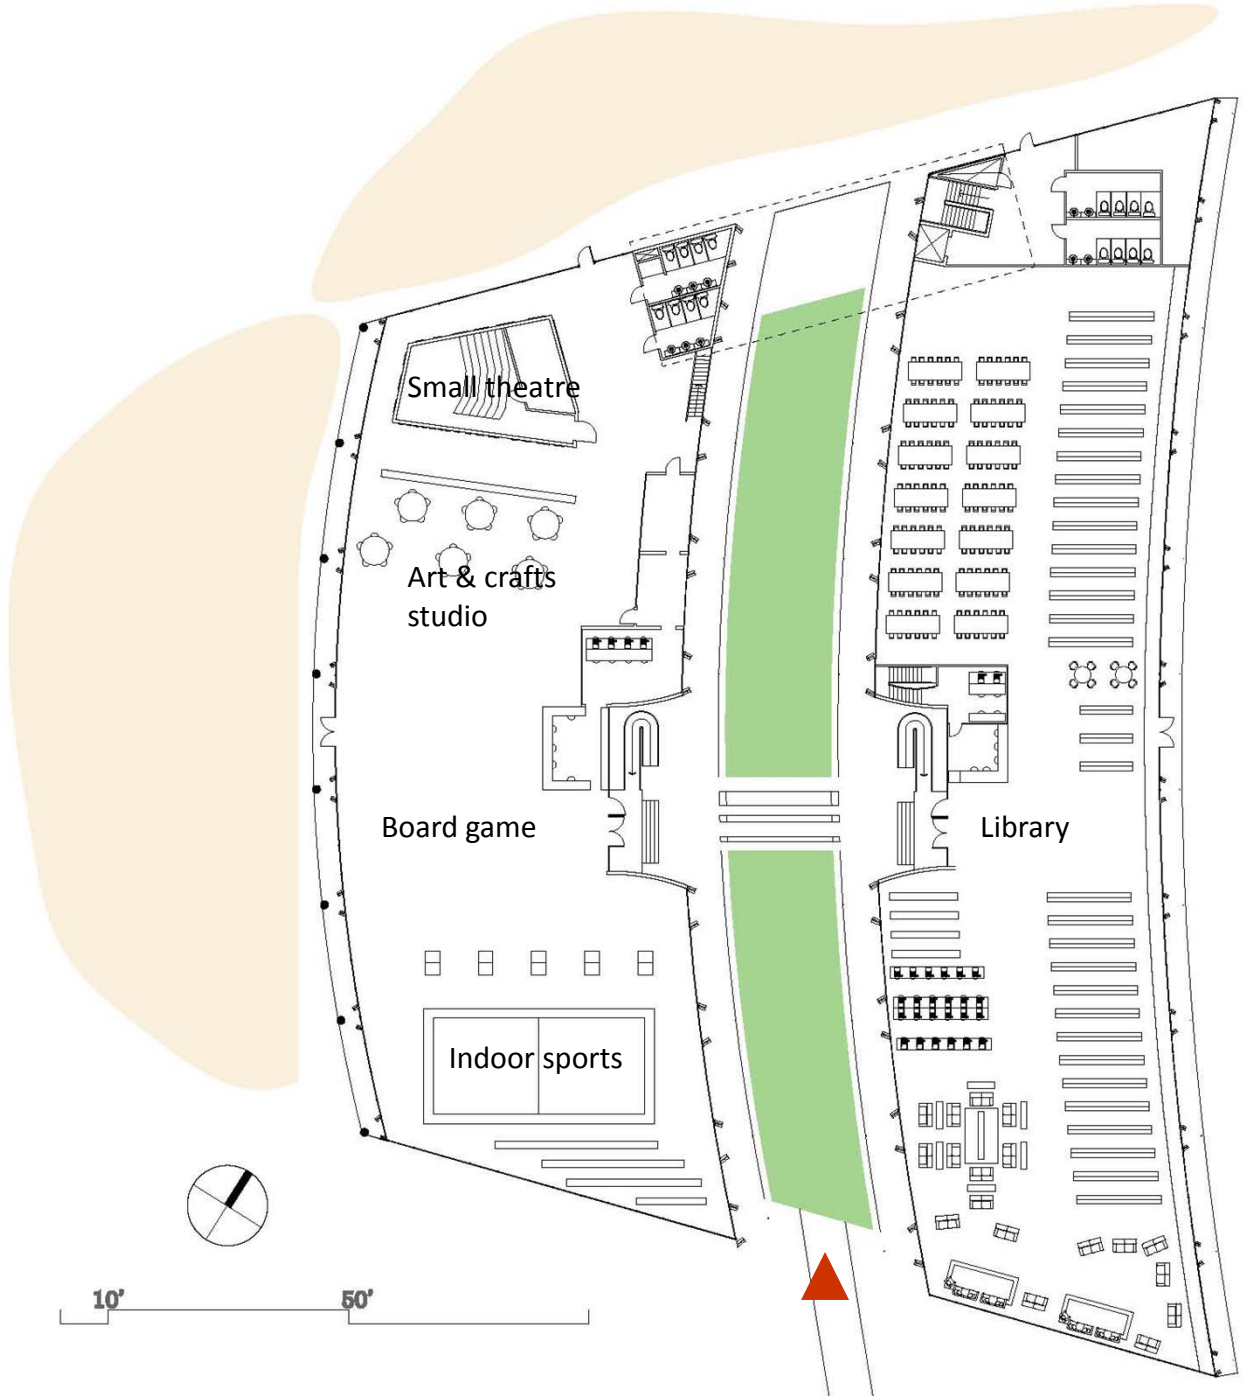 Small theatre
Art & crafts
studio
Board game
Library
Indoor sports
10'
50'